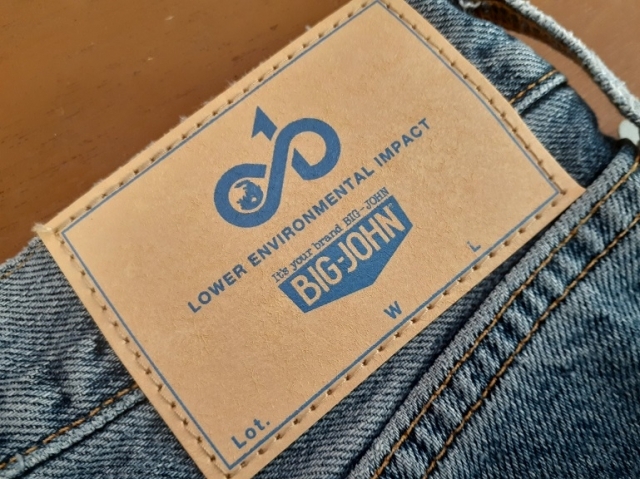 LOWER ENVIRONMENTAL IMPACT
It's your brand BIG-JOHN
BIG-JOHN
Lot. W L